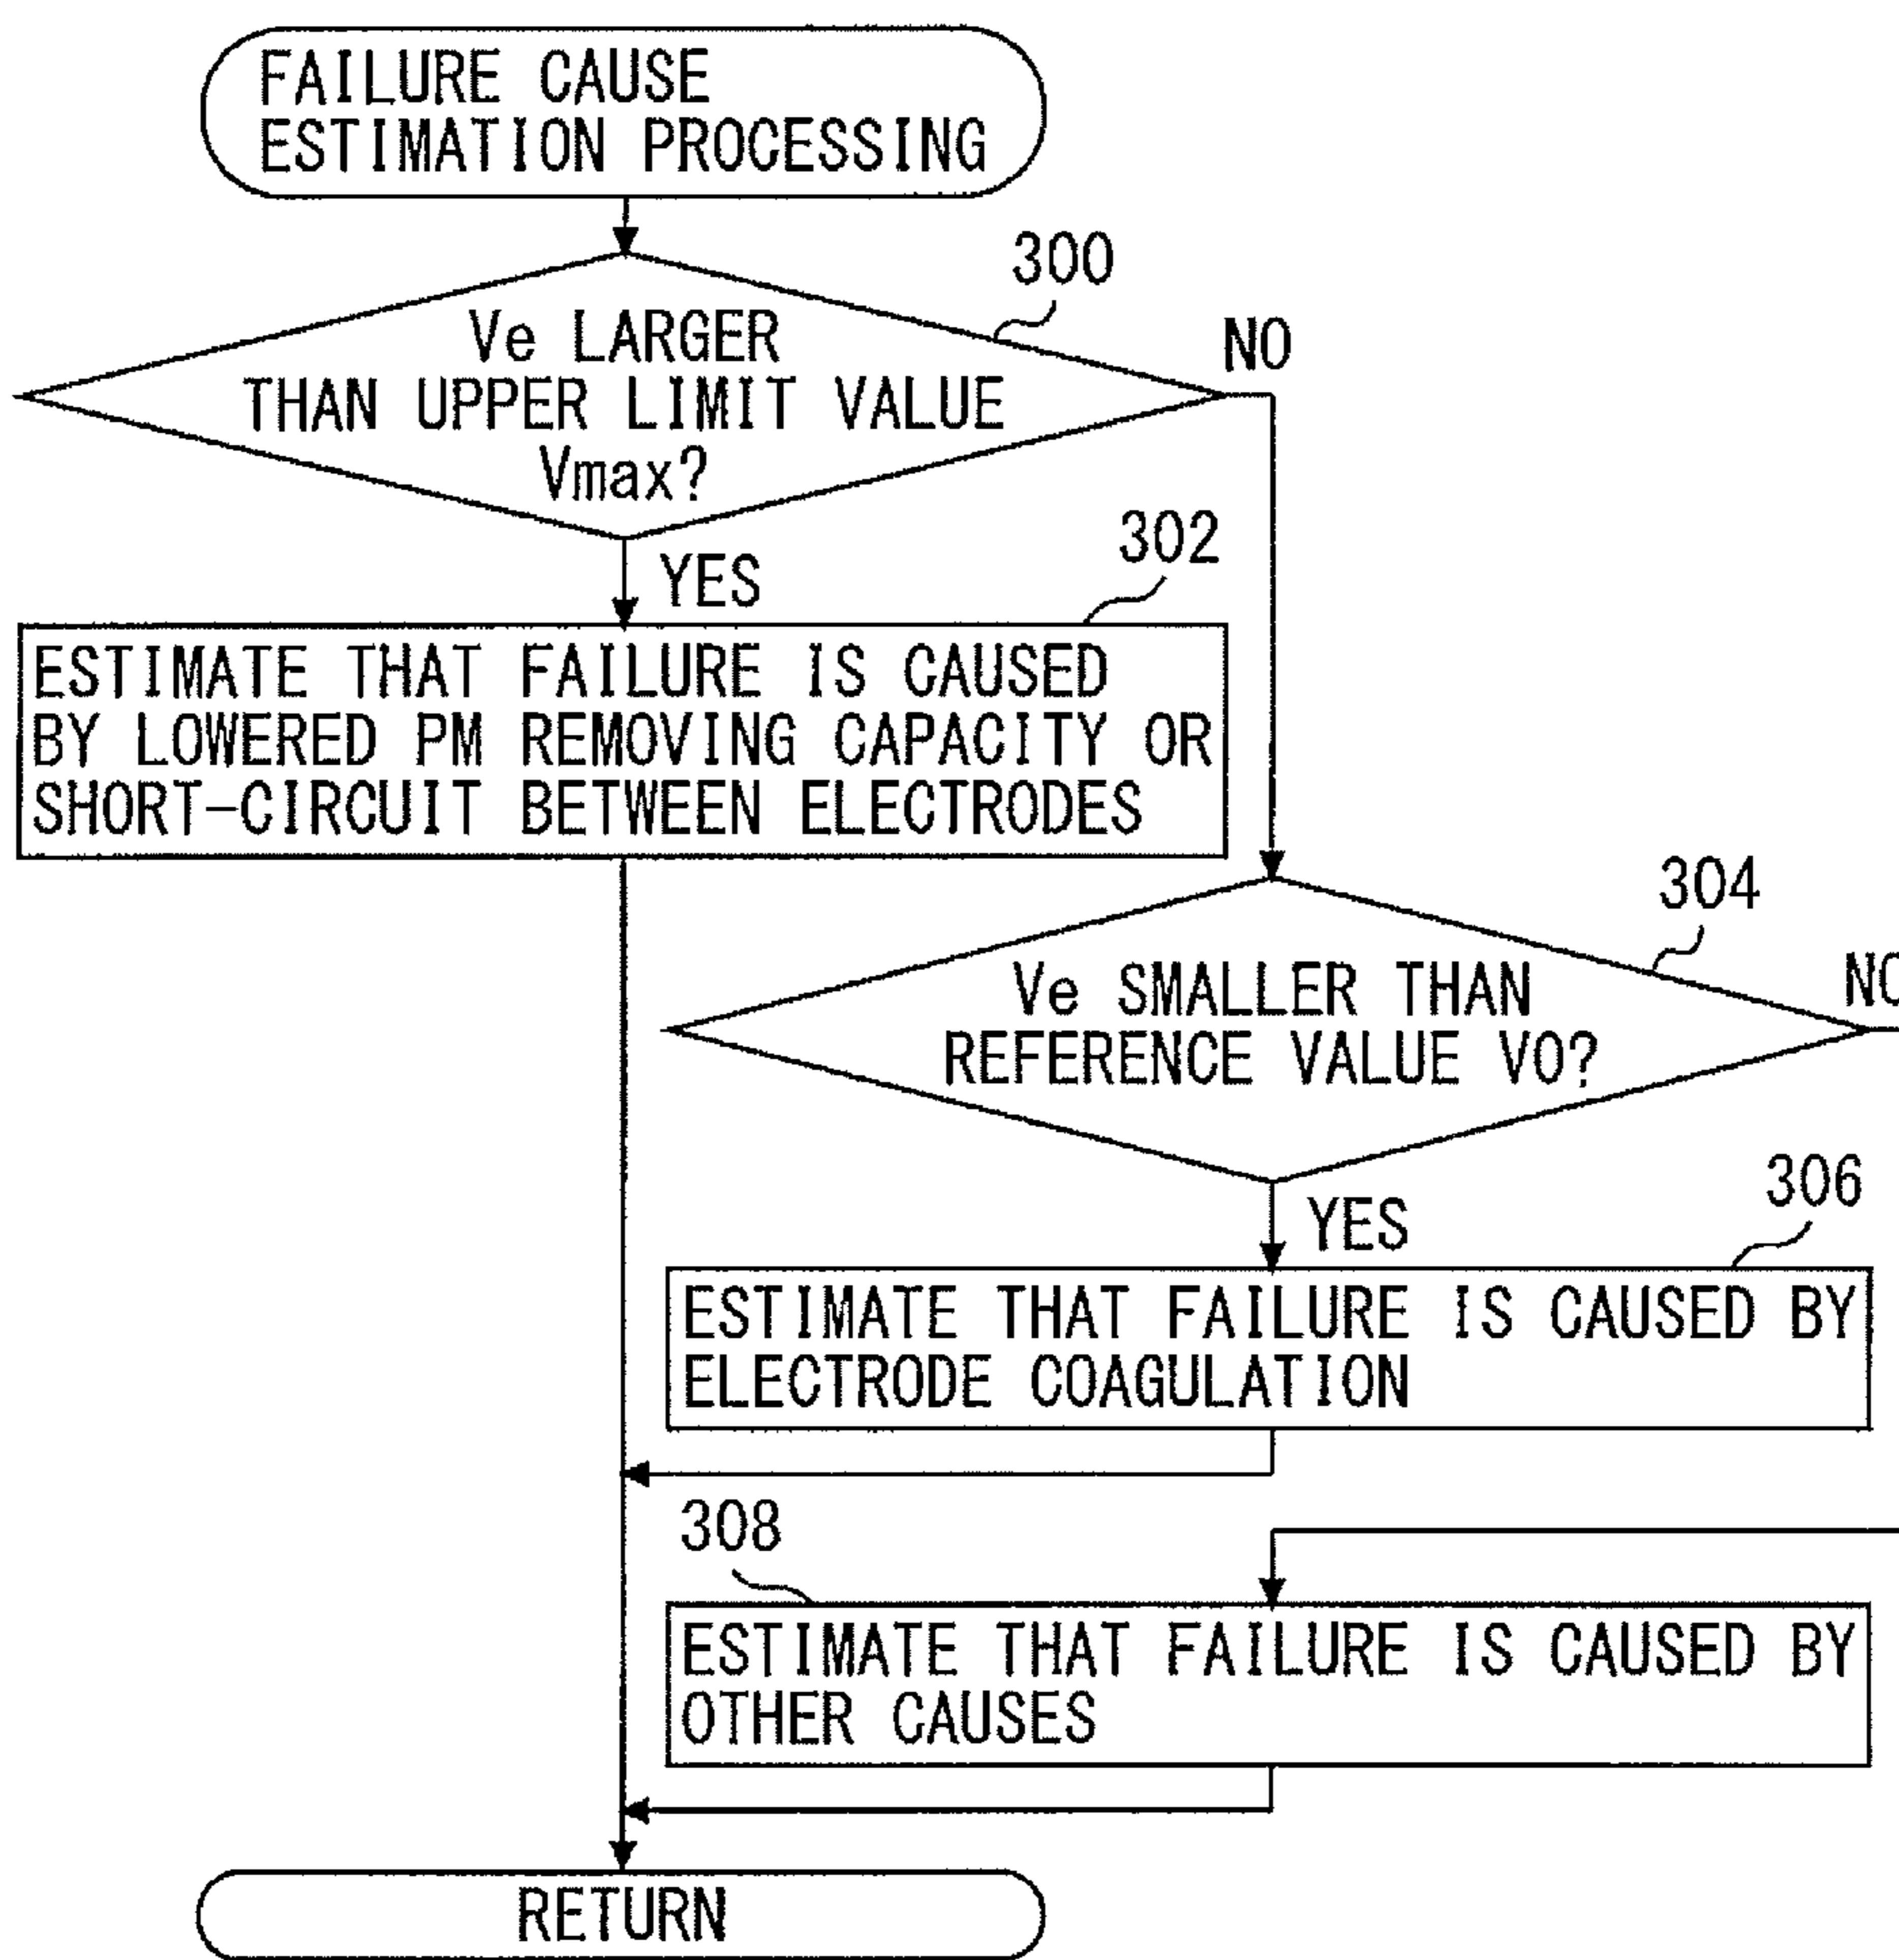 FAILURE CAUSE
ESTIMATION PROCESSING
300
Ve LARGER
THAN UPPER LIMIT VALUE
Vmax?
NO
YES
302
ESTIMATE THAT FAILURE IS CAUSED
BY LOWERED PM REMOVING CAPACITY OR
SHORT-CIRCUIT BETWEEN ELECTRODES
304
Ve SMALLER THAN
REFERENCE VALUE V0?
NO
YES
306
ESTIMATE THAT FAILURE IS CAUSED BY
ELECTRODE COAGULATION
308
ESTIMATE THAT FAILURE IS CAUSED BY
OTHER CAUSES
RETURN